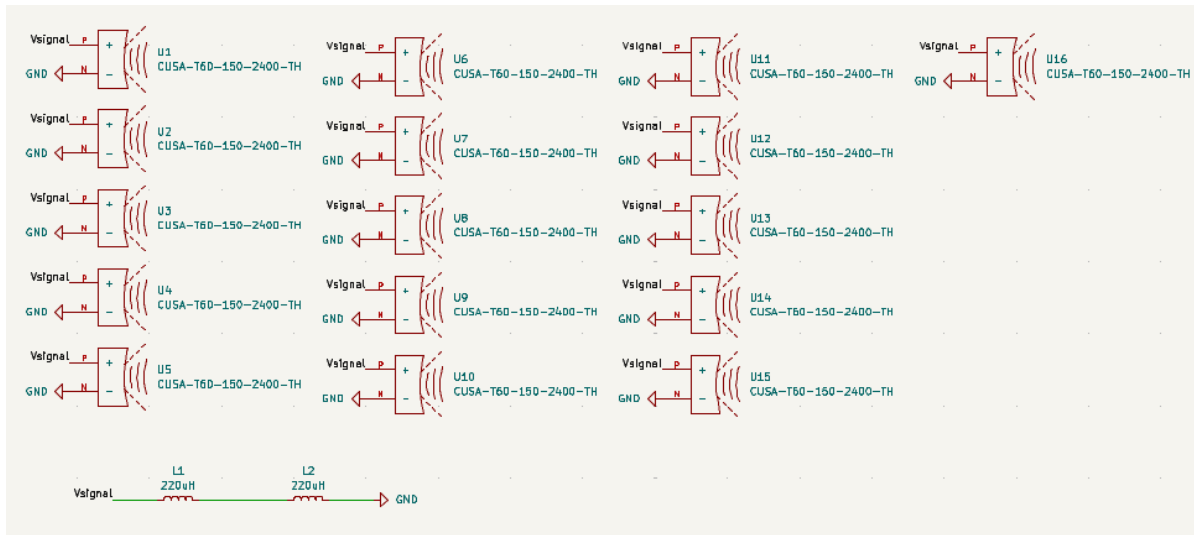 Vsignal P + U1
CUSA-T60-150-2400-TH
GND N -
Vsignal P + U2
CUSA-T60-150-2400-TH
GND N -
Vsignal P + U3
CUSA-T60-150-2400-TH
GND N -
Vsignal P + U4
CUSA-T60-150-2400-TH
GND N -
Vsignal P + U5
CUSA-T60-150-2400-TH
GND N -
Vsignal P + U6
CUSA-T60-150-2400-TH
GND N -
Vsignal P + U7
CUSA-T60-150-2400-TH
GND N -
Vsignal P + U8
CUSA-T60-150-2400-TH
GND N -
Vsignal P + U9
CUSA-T60-150-2400-TH
GND N -
Vsignal P + U10
CUSA-T60-150-2400-TH
GND N -
Vsignal P + U11
CUSA-T60-150-2400-TH
GND N -
Vsignal P + U12
CUSA-T60-150-2400-TH
GND N -
Vsignal P + U13
CUSA-T60-150-2400-TH
GND N -
Vsignal P + U14
CUSA-T60-150-2400-TH
GND N -
Vsignal P + U15
CUSA-T60-150-2400-TH
GND N -
Vsignal P + U16
CUSA-T60-150-2400-TH
GND N -
L1
220uH
L2
220uH
Vsignal
GND